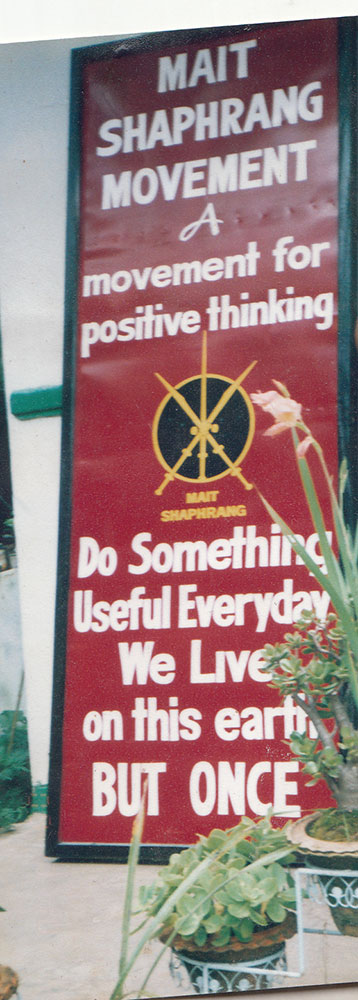 MAIT
SHAPHRANG
MOVEMENT
A
movement for
positive thinking
MAIT
SHAPHRANG
Do Something
Useful Everyday
We Live
on this earth
BUT ONCE